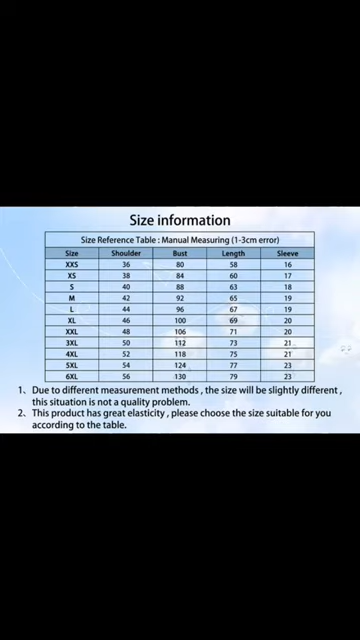 Size information
Size Reference Table : Manual Measuring (1-3cm error)
Size Shoulder Bust Length Sleeve
XXS 36 80 58 16
XS 38 84 60 17
S 40 88 63 18
M 42 92 65 19
L 44 96 67 19
XL 46 100 69 20
XXL 48 106 71 20
3XL 50 112 73 21
4XL 52 118 75 21
5XL 54 124 77 23
6XL 56 130 79 23
1、Due to different measurement methods , the size will be slightly different ,
this situation is not a quality problem.
2、This product has great elasticity , please choose the size suitable for you
according to the table.